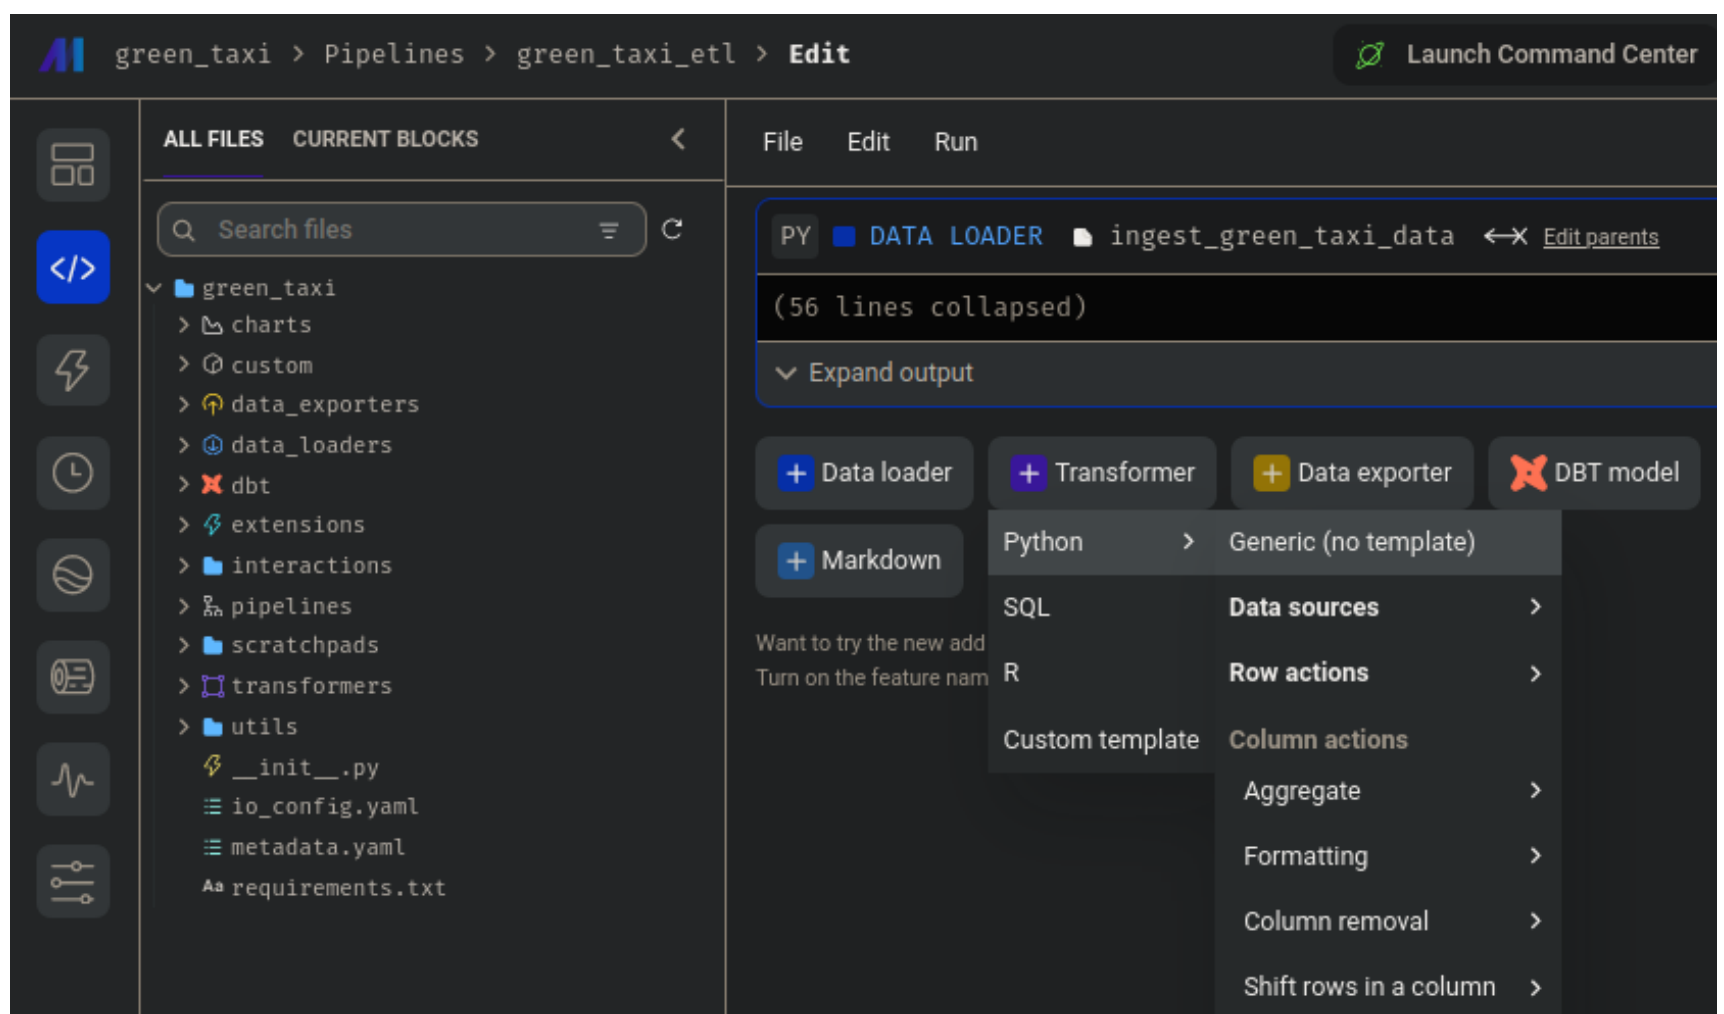 green_taxi > Pipelines > green_taxi_etl > Edit
Launch Command Center
ALL FILES CURRENT BLOCKS
File Edit Run
Search files
PY DATA LOADER ingest_green_taxi_data Edit parents
(56 lines collapsed)
Expand output
green_taxi
charts
custom
data_exporters
data_loaders
dbt
extensions
interactions
pipelines
scratchpads
transformers
utils
__init__.py
io_config.yaml
metadata.yaml
Aa requirements.txt
+ Data loader + Transformer + Data exporter DBT model
+ Markdown
Want to try the new add
Turn on the feature nam
Python
SQL
R
Custom template
Generic (no template)
Data sources
Row actions
Column actions
Aggregate
Formatting
Column removal
Shift rows in a column